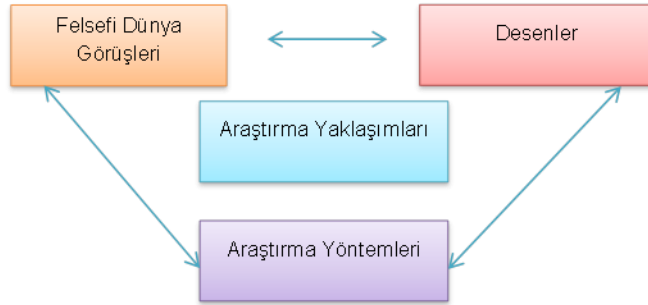 Felsefi Dünya
Görüşleri
Desenler
Araştırma Yaklaşımları
Araştırma Yöntemleri